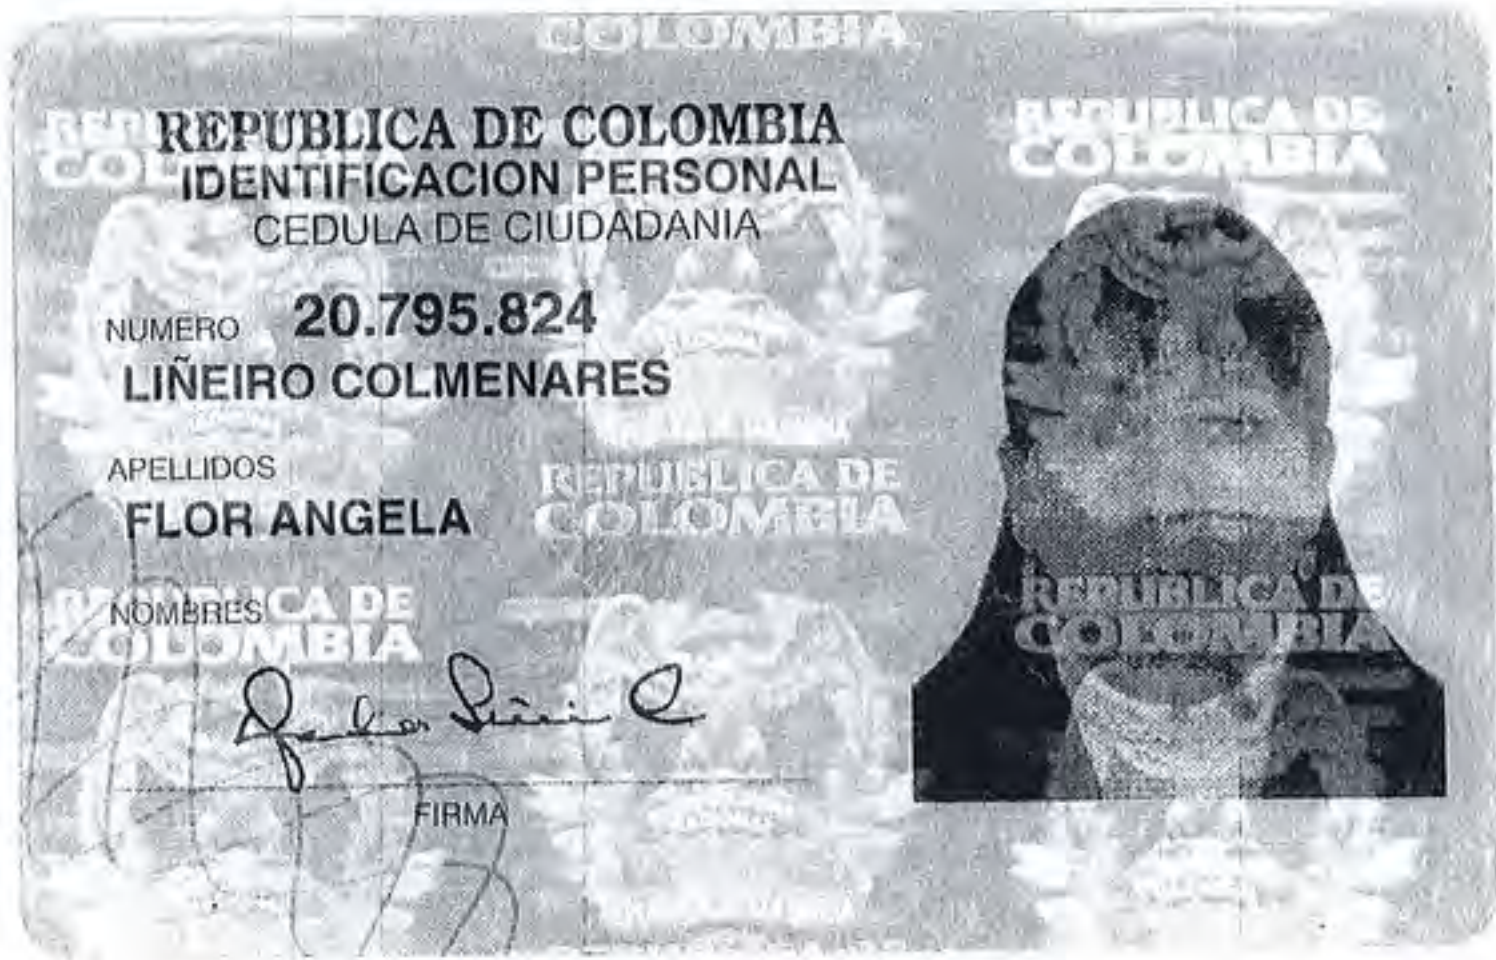 COLOMBIA
REPUBLICA DE COLOMBIA
IDENTIFICACION PERSONAL
CEDULA DE CIUDADANIA
NUMERO 20.795.824
LIÑEIRO COLMENARES
APELLIDOS
FLOR ANGELA
NOMBRES
FIRMA
REPUBLICA DE
COLOMBIA
REPUBLICA DE
COLOMBIA
REPUBLICA DE
COLOMBIA